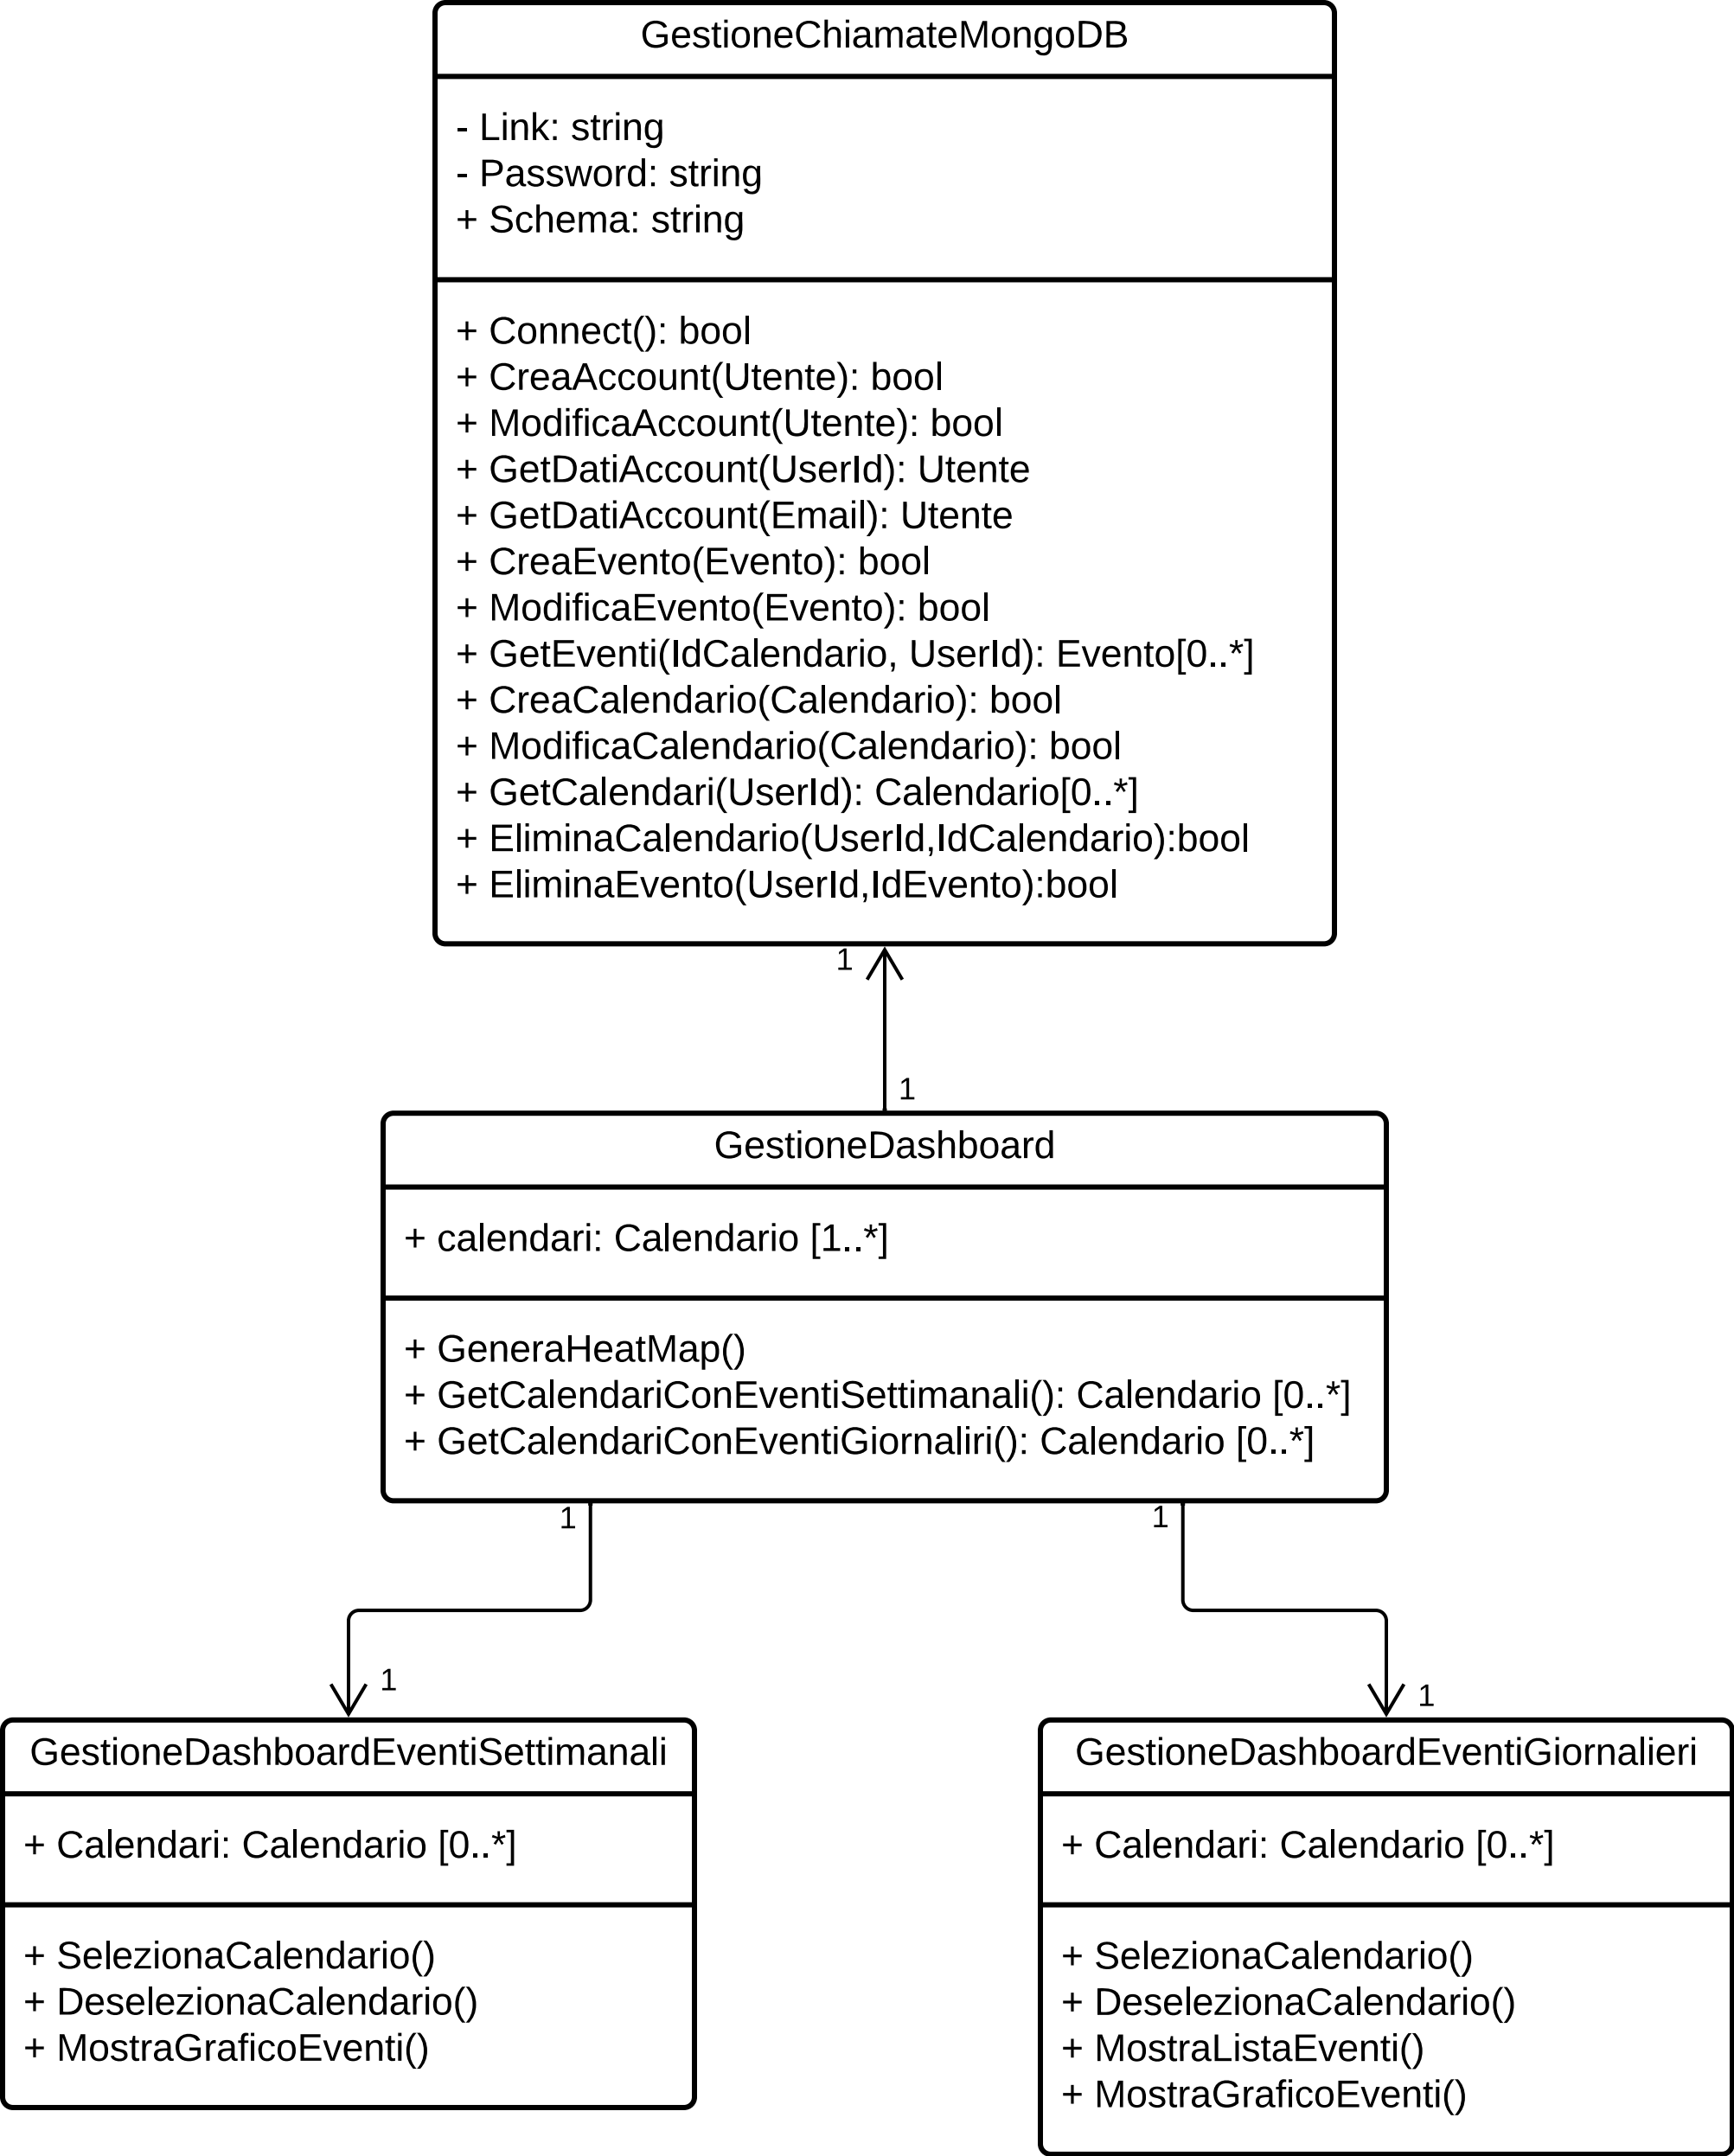 GestioneChiamateMongoDB
- Link: string
- Password: string
+ Schema: string
+ Connect(): bool
+ CreaAccount(Utente): bool
+ ModificaAccount(Utente): bool
+ GetDatiAccount(UserId): Utente
+ GetDatiAccount(Email): Utente
+ CreaEvento(Evento): bool
+ ModificaEvento(Evento): bool
+ GetEventi(IdCalendario, UserId): Evento[0..*]
+ CreaCalendario(Calendario): bool
+ ModificaCalendario(Calendario): bool
+ GetCalendari(UserId): Calendario[0..*]
+ EliminaCalendario(UserId,IdCalendario):bool
+ EliminaEvento(UserId,IdEvento):bool
1
1
GestioneDashboard
+ calendari: Calendario [1..*]
+ GeneraHeatMap()
+ GetCalendariConEventiSettimanali(): Calendario [0..*]
+ GetCalendariConEventiGiornaliri(): Calendario [0..*]
1
1
1
1
GestioneDashboardEventiSettimanali
+ Calendari: Calendario [0..*]
+ SelezionaCalendario()
+ DeselezionaCalendario()
+ MostraGraficoEventi()
GestioneDashboardEventiGiornalieri
+ Calendari: Calendario [0..*]
+ SelezionaCalendario()
+ DeselezionaCalendario()
+ MostraListaEventi()
+ MostraGraficoEventi()